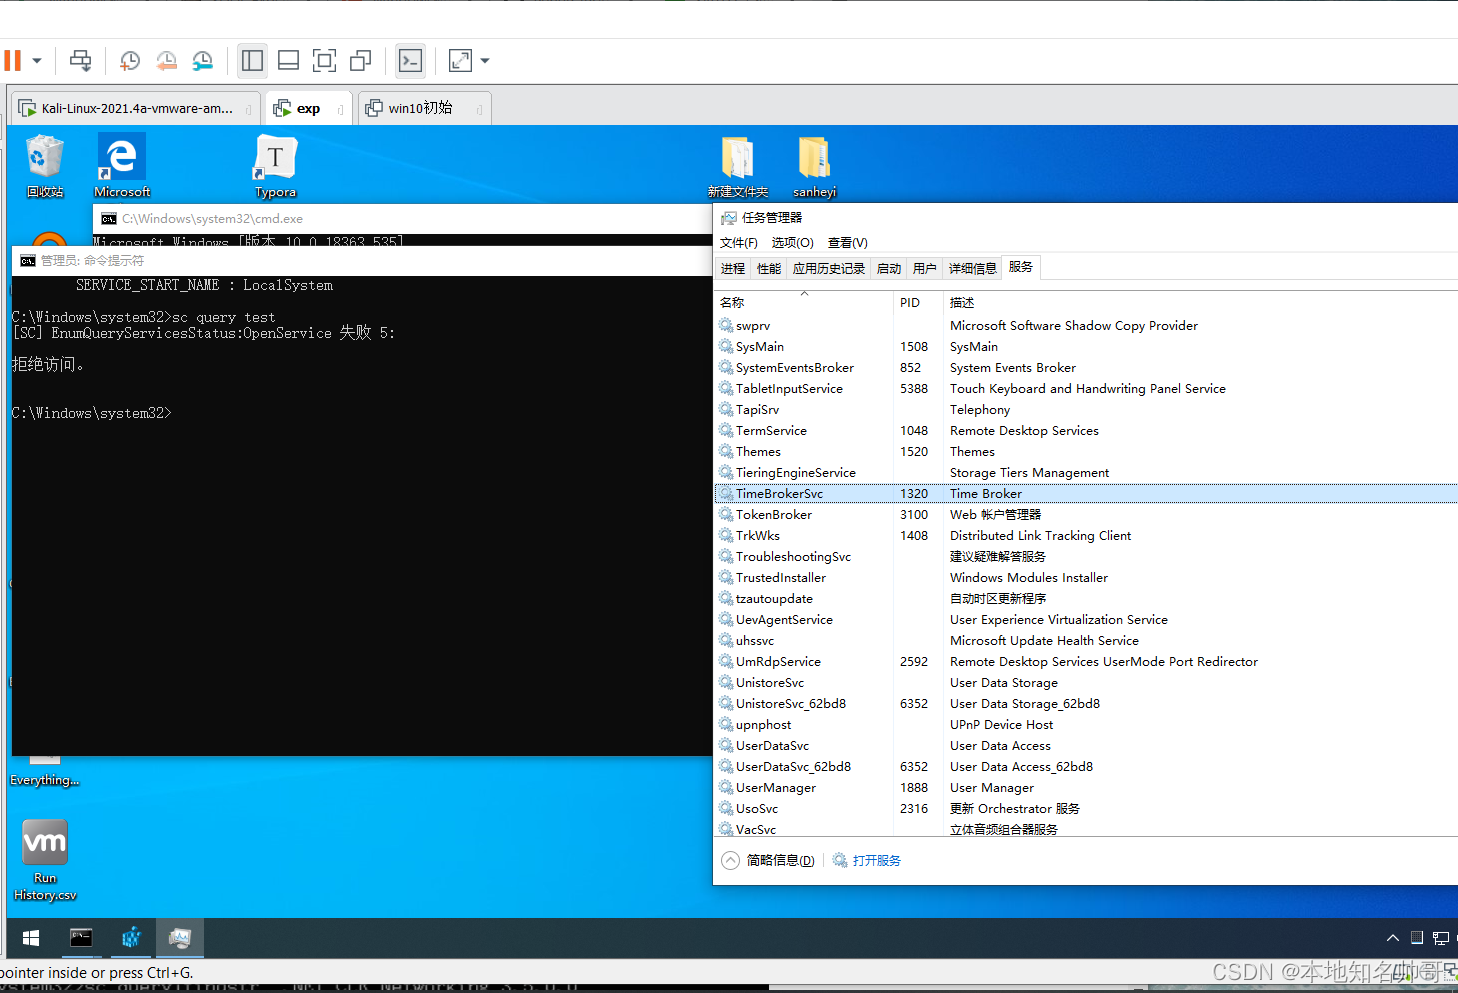 Kali-Linux-2021.4a-vmware-am...
exp
win10初始
回收站
Microsoft
Typora
新建文件夹
sanheyi
C:\Windows\system32\cmd.exe
Microsoft Windows [版本 10.0.18363.535]
管理员: 命令提示符
SERVICE_START_NAME : LocalSystem
C:\Windows\system32>sc query test
[SC] EnumQueryServicesStatus:OpenService 失败 5:
拒绝访问。
C:\Windows\system32>
任务管理器
文件(F) 选项(O) 查看(V)
进程 性能 应用历史记录 启动 用户 详细信息 服务
名称 PID 描述
swprv Microsoft Software Shadow Copy Provider
SysMain 1508 SysMain
SystemEventsBroker 852 System Events Broker
TabletInputService 5388 Touch Keyboard and Handwriting Panel Service
TapiSrv Telephony
TermService 1048 Remote Desktop Services
Themes 1520 Themes
TieringEngineService Storage Tiers Management
TimeBrokerSvc 1320 Time Broker
TokenBroker 3100 Web 帐户管理器
TrkWks 1408 Distributed Link Tracking Client
TroubleshootingSvc 建议疑难解答服务
TrustedInstaller Windows Modules Installer
tzautoupdate 自动时区更新程序
UevAgentService User Experience Virtualization Service
uhssvc Microsoft Update Health Service
UmRdpService 2592 Remote Desktop Services UserMode Port Redirector
UnistoreSvc User Data Storage
UnistoreSvc_62bd8 6352 User Data Storage_62bd8
upnphost UPnP Device Host
UserDataSvc User Data Access
UserDataSvc_62bd8 6352 User Data Access_62bd8
UserManager 1888 User Manager
UsoSvc 2316 更新 Orchestrator 服务
VacSvc 立体音频组合器服务
简略信息(D) 打开服务
Everything...
vm
Run
History.csv
pointer inside or press Ctrl+G.
CSDN @本地知名帅哥